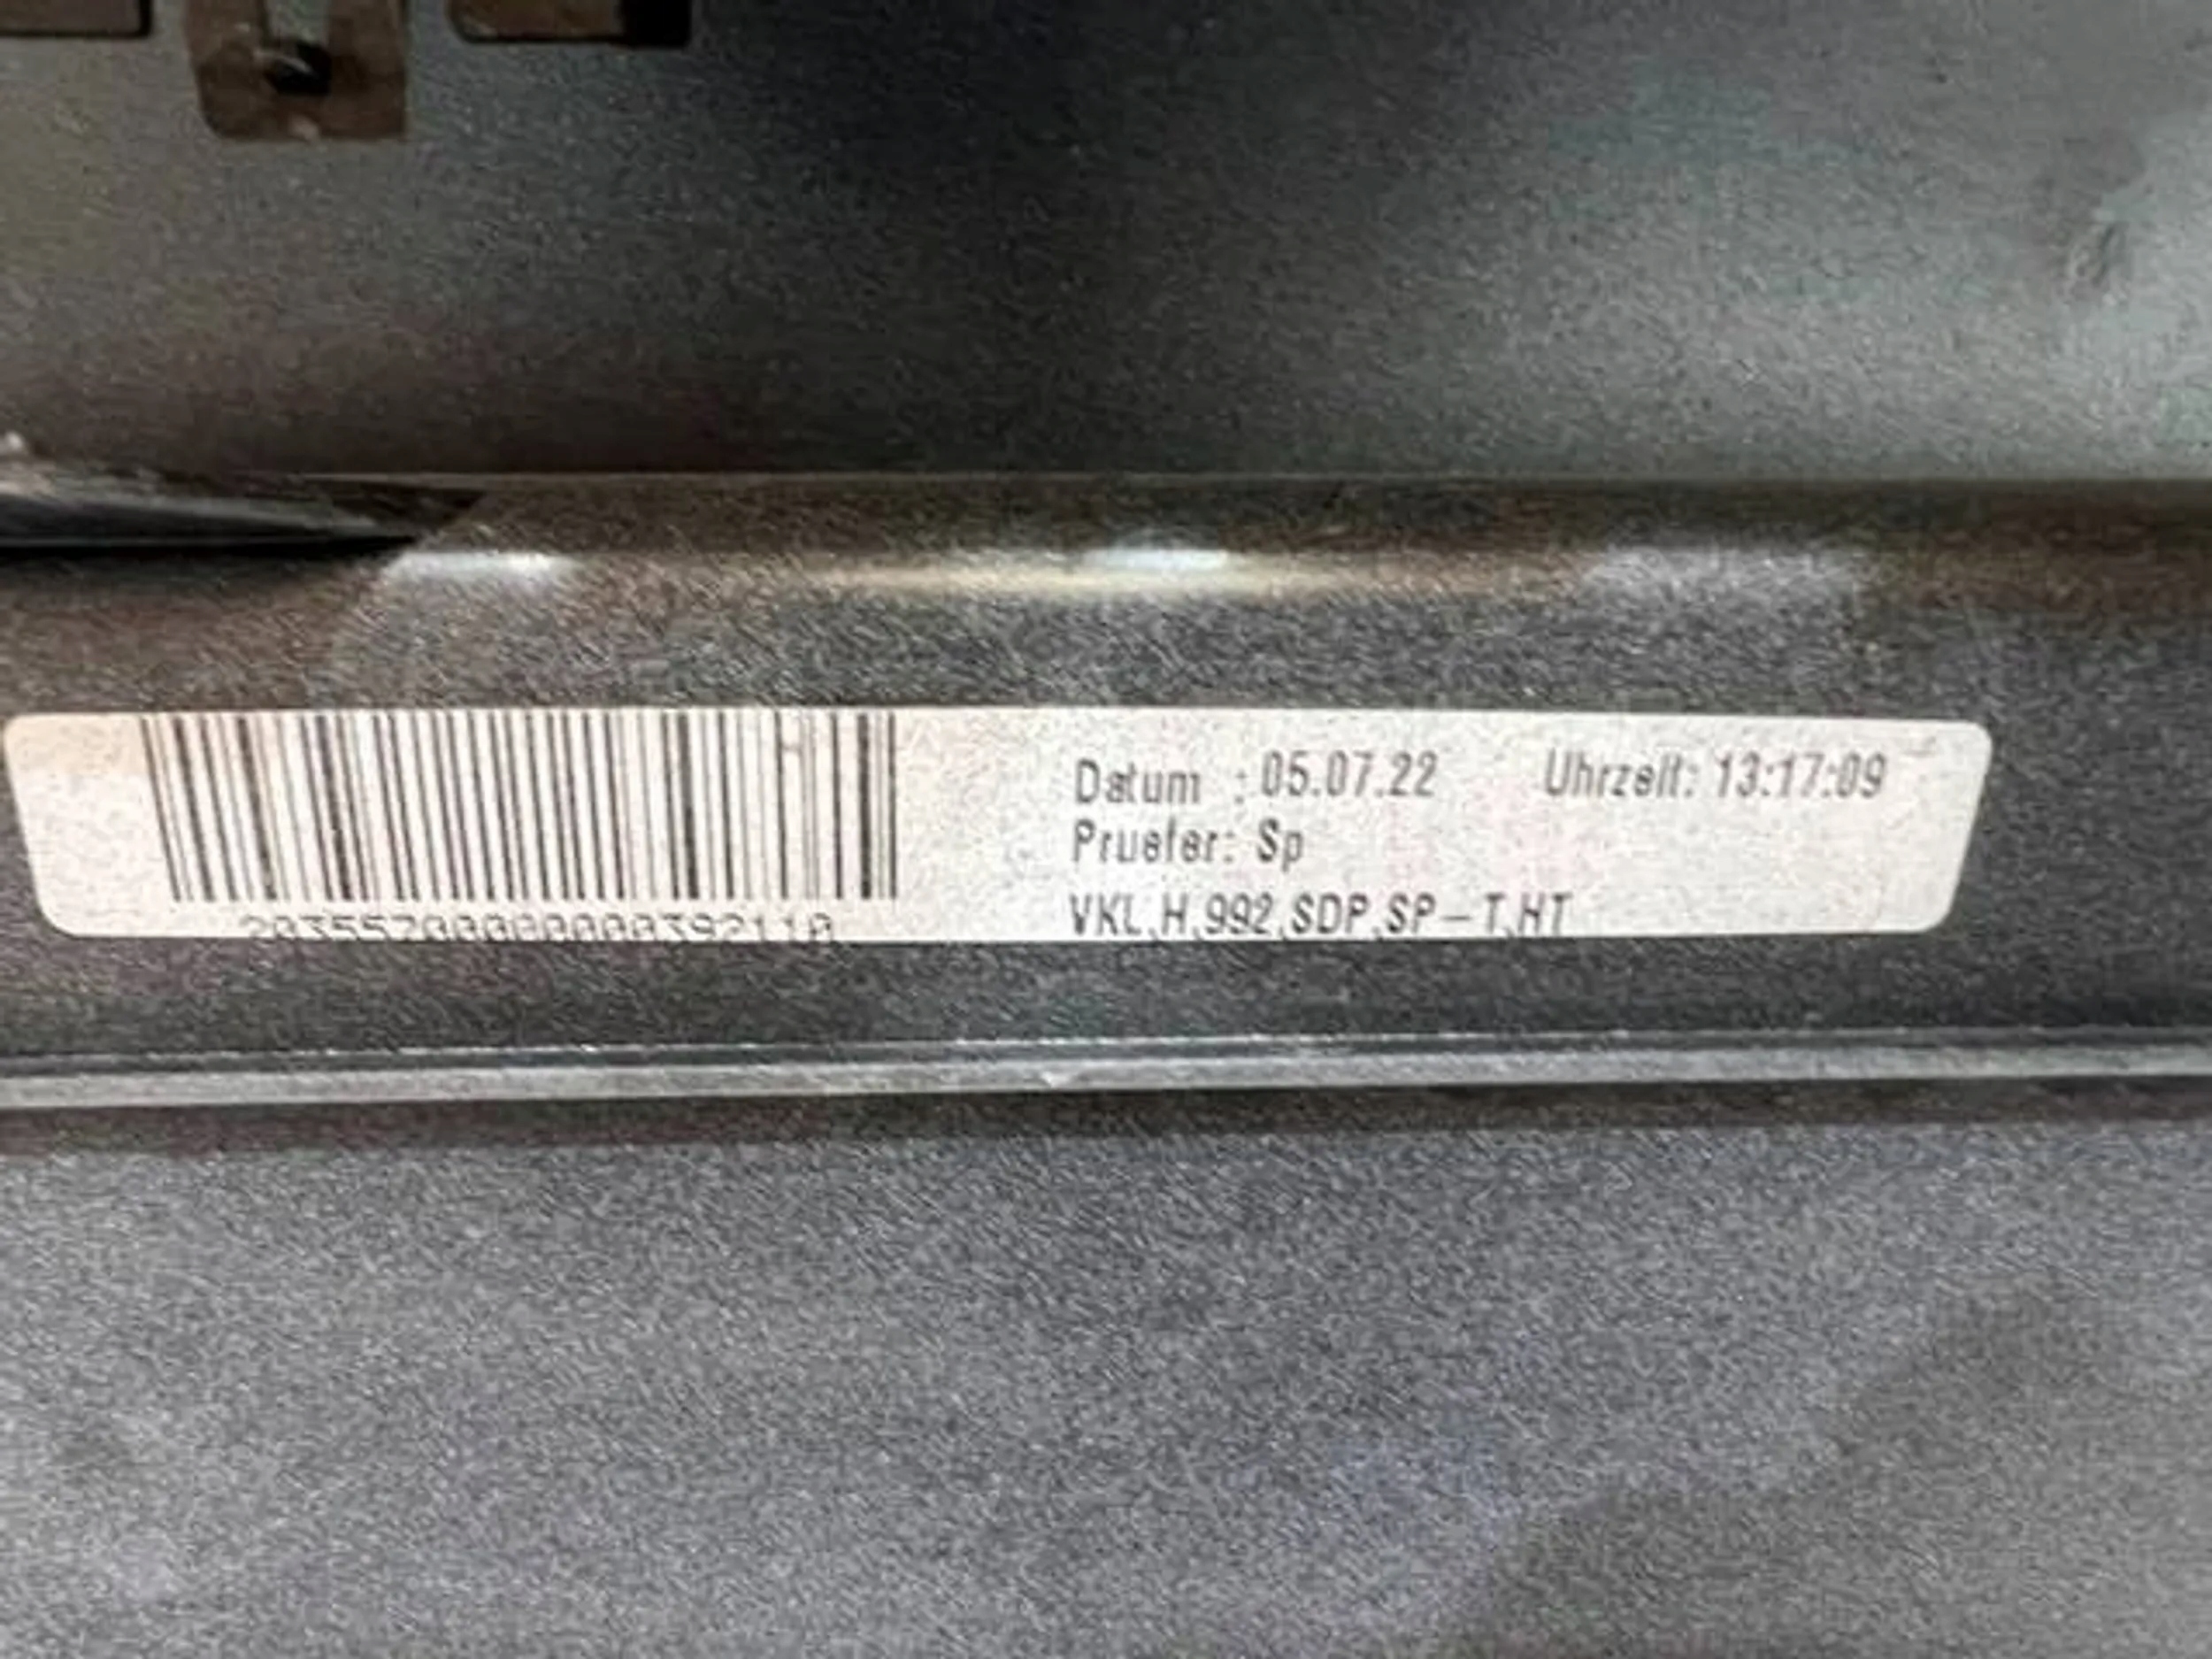 Datum : 05.07.22 Uhrzeit: 13:17:09
Pruefer: Sp
VKL,H,992,SDP,SP-T,HT